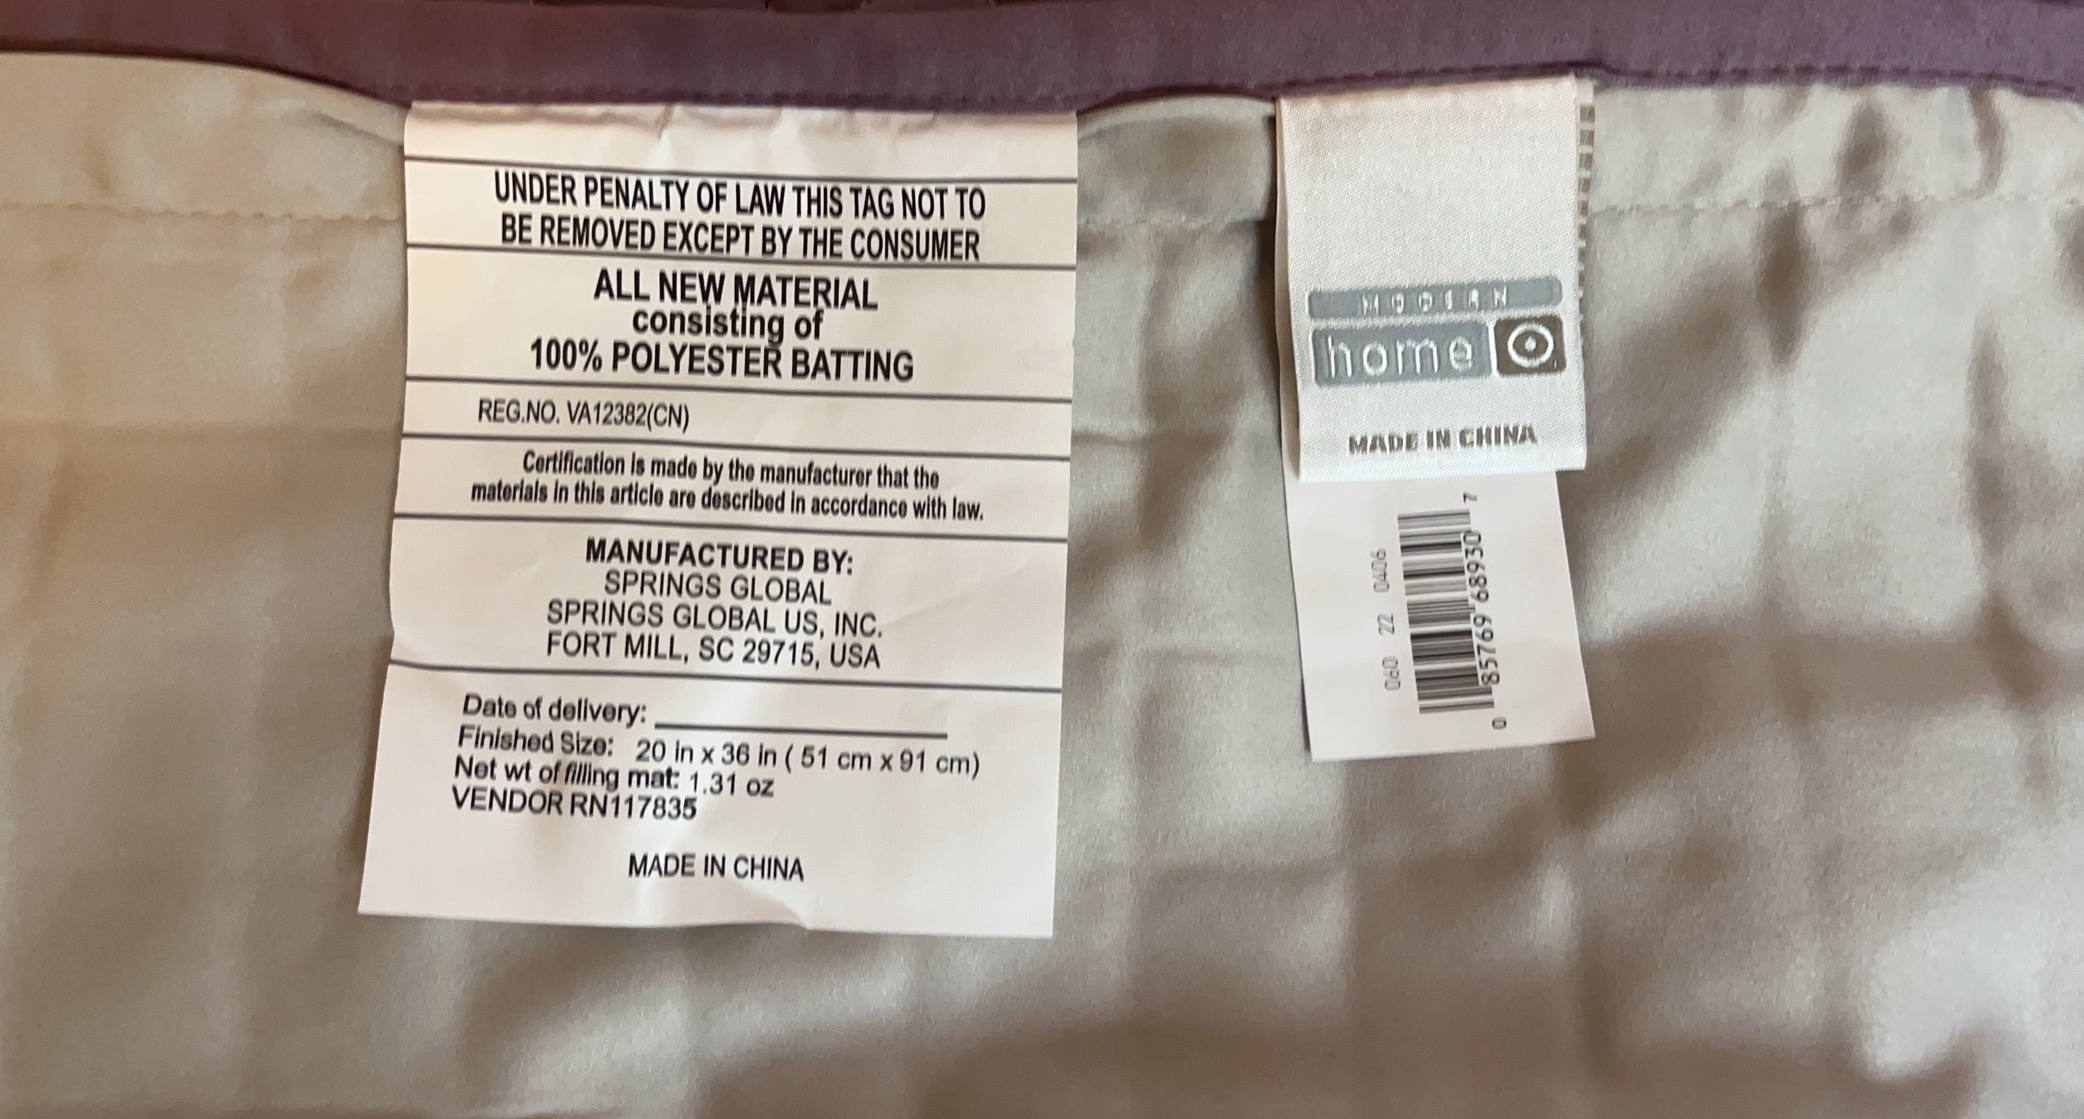 UNDER PENALTY OF LAW THIS TAG NOT TO
BE REMOVED EXCEPT BY THE CONSUMER
ALL NEW MATERIAL
consisting of
100% POLYESTER BATTING
REG.NO. VA12382(CN)
Certification is made by the manufacturer that the
materials in this article are described in accordance with law.
MANUFACTURED BY:
SPRINGS GLOBAL
SPRINGS GLOBAL US, INC.
FORT MILL, SC 29715, USA
Date of delivery:
Finished Size: 20 in x 36 in ( 51 cm x 91 cm)
Net wt of filling mat: 1.31 oz
VENDOR RN117835
MADE IN CHINA
MODERN
home
MADE IN CHINA
060 22 0406
0 85769 68930 7